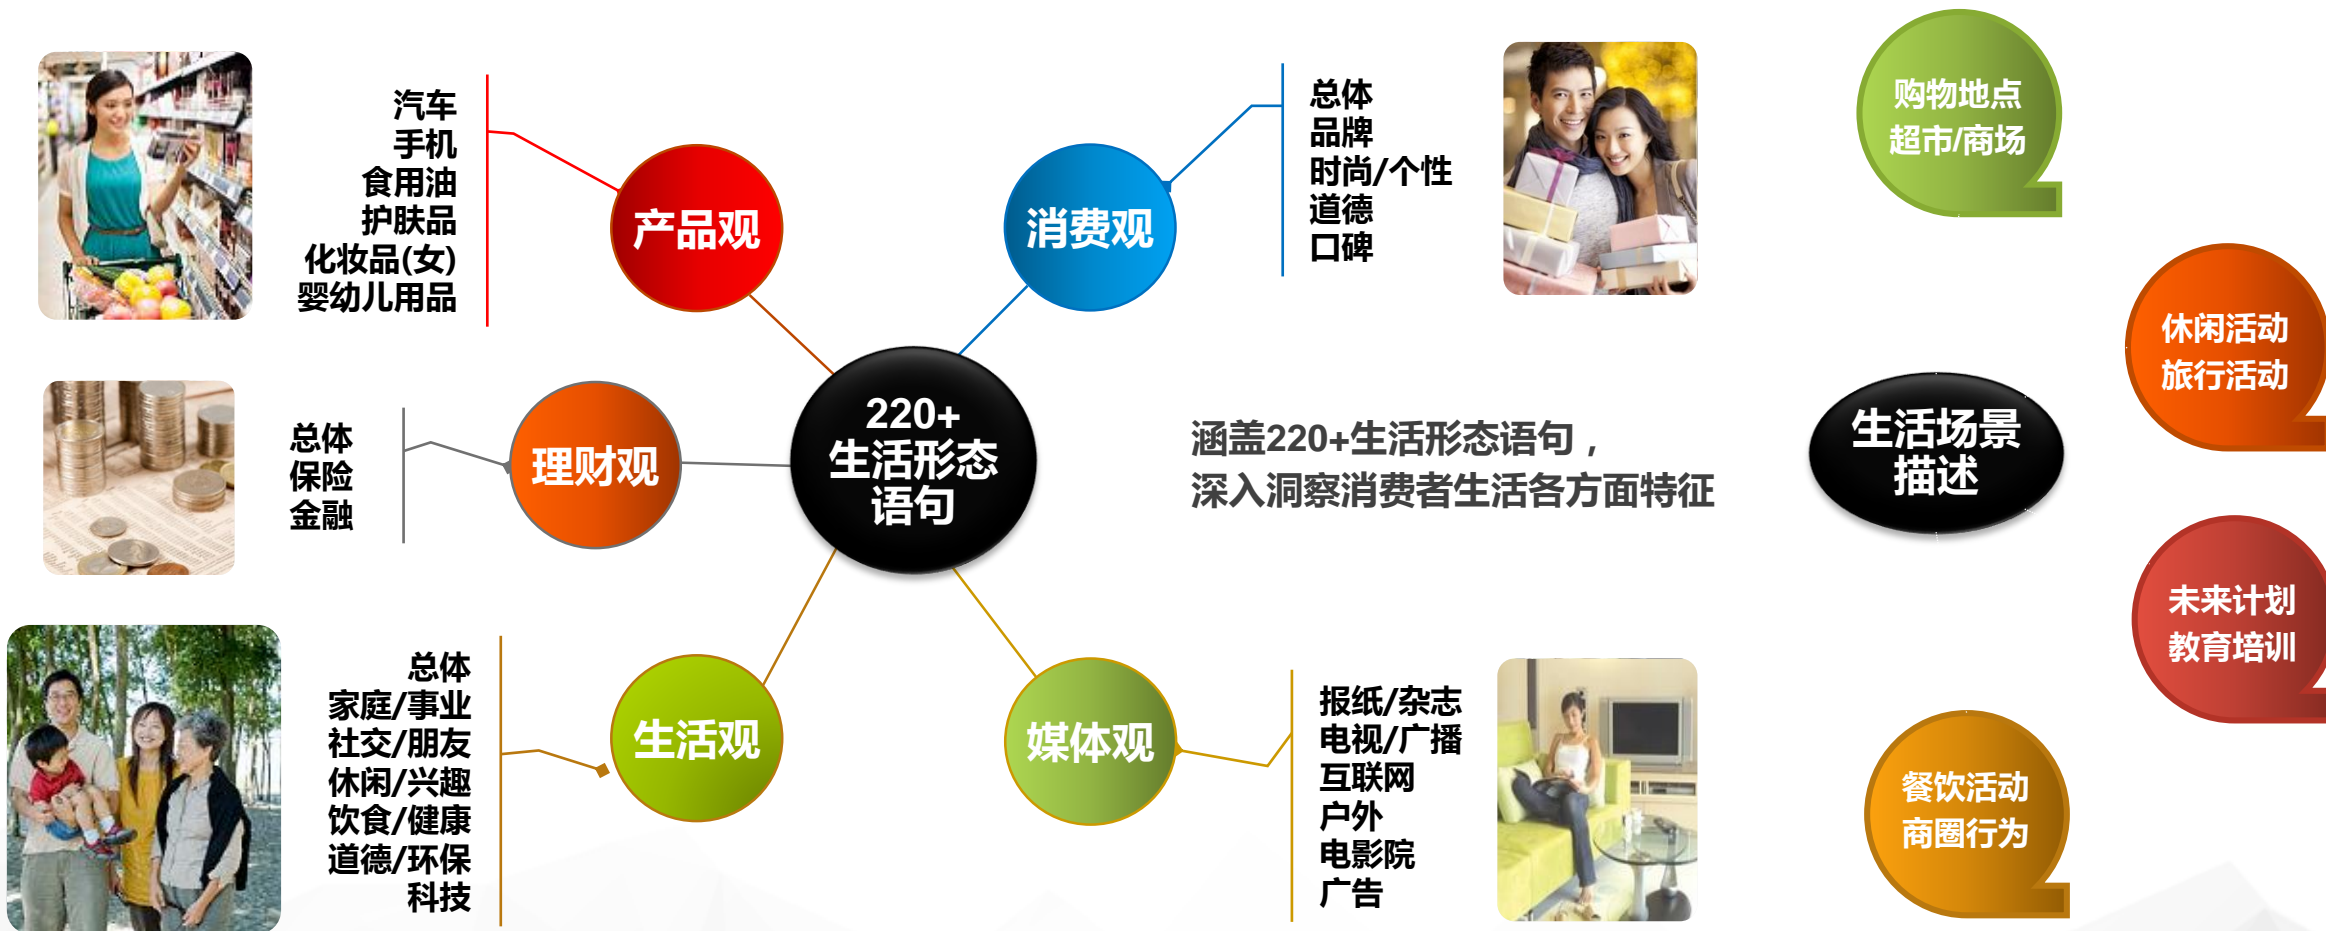 汽车
手机
食用油
护肤品
化妆品(女)
婴幼儿用品
产品观
消费观
总体
品牌
时尚/个性
道德
口碑
总体
保险
金融
理财观
220+
生活形态
语句
涵盖220+生活形态语句，
深入洞察消费者生活各方面特征
总体
家庭/事业
社交/朋友
休闲/兴趣
饮食/健康
道德/环保
科技
生活观
媒体观
报纸/杂志
电视/广播
互联网
户外
电影院
广告
购物地点
超市/商场
休闲活动
旅行活动
生活场景
描述
未来计划
教育培训
餐饮活动
商圈行为